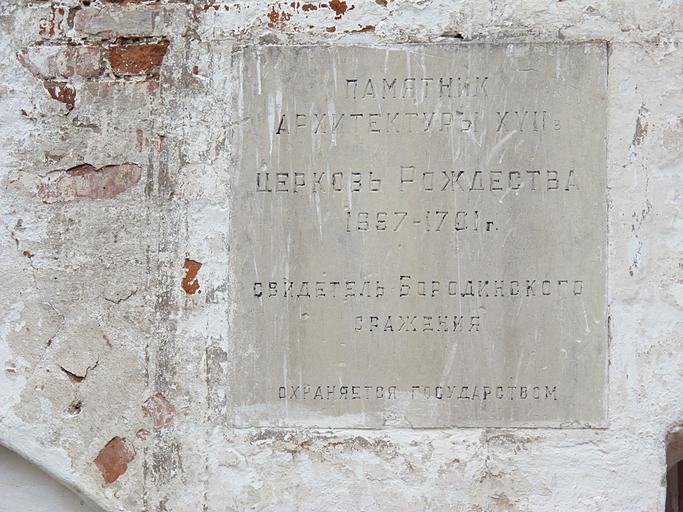 ПАМЯТНИК
АРХИТЕКТУРЫ XVII в
ЦЕРКОВЬ РОЖДЕСТВА
1697-1701 г.
СВИДЕТЕЛЬ БОРОДИНСКОГО
СРАЖЕНИЯ
ОХРАНЯЕТСЯ ГОСУДАРСТВОМ